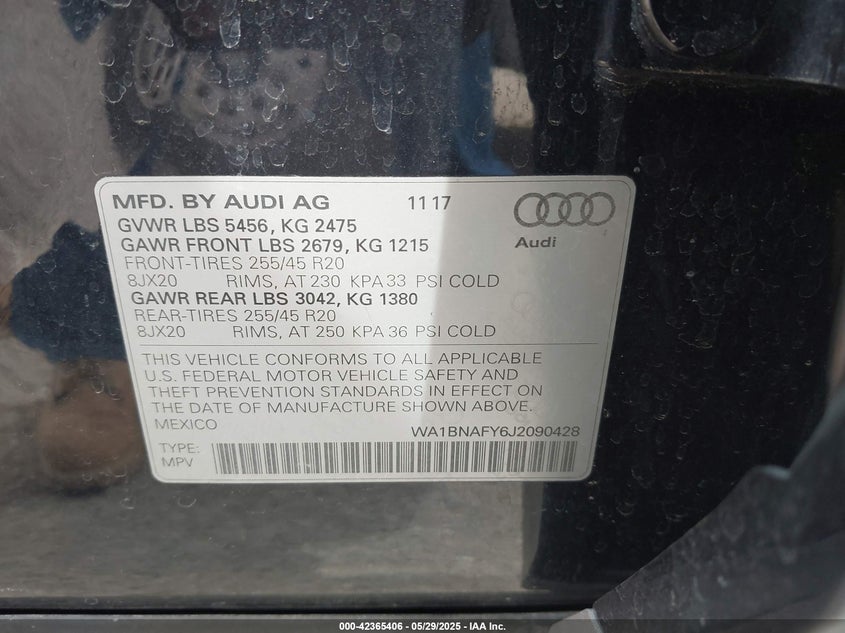 MFD. BY AUDI AG 11 17
GVWR LBS 5456, KG 2475
GAWR FRONT LBS 2679, KG 1215
FRONT-TIRES 255/45 R20
8JX20 RIMS, AT 230 KPA 33 PSI COLD
GAWR REAR LBS 3042, KG 1380
REAR-TIRES 255/45 R20
8JX20 RIMS, AT 250 KPA 36 PSI COLD
Audi
THIS VEHICLE CONFORMS TO ALL APPLICABLE
U.S. FEDERAL MOTOR VEHICLE SAFETY AND
THEFT PREVENTION STANDARDS IN EFFECT ON
THE DATE OF MANUFACTURE SHOWN ABOVE.
MEXICO WA1BNAFY6J2090428
TYPE:
MPV
000-42365406 - 05/29/2025 - IAA Inc.